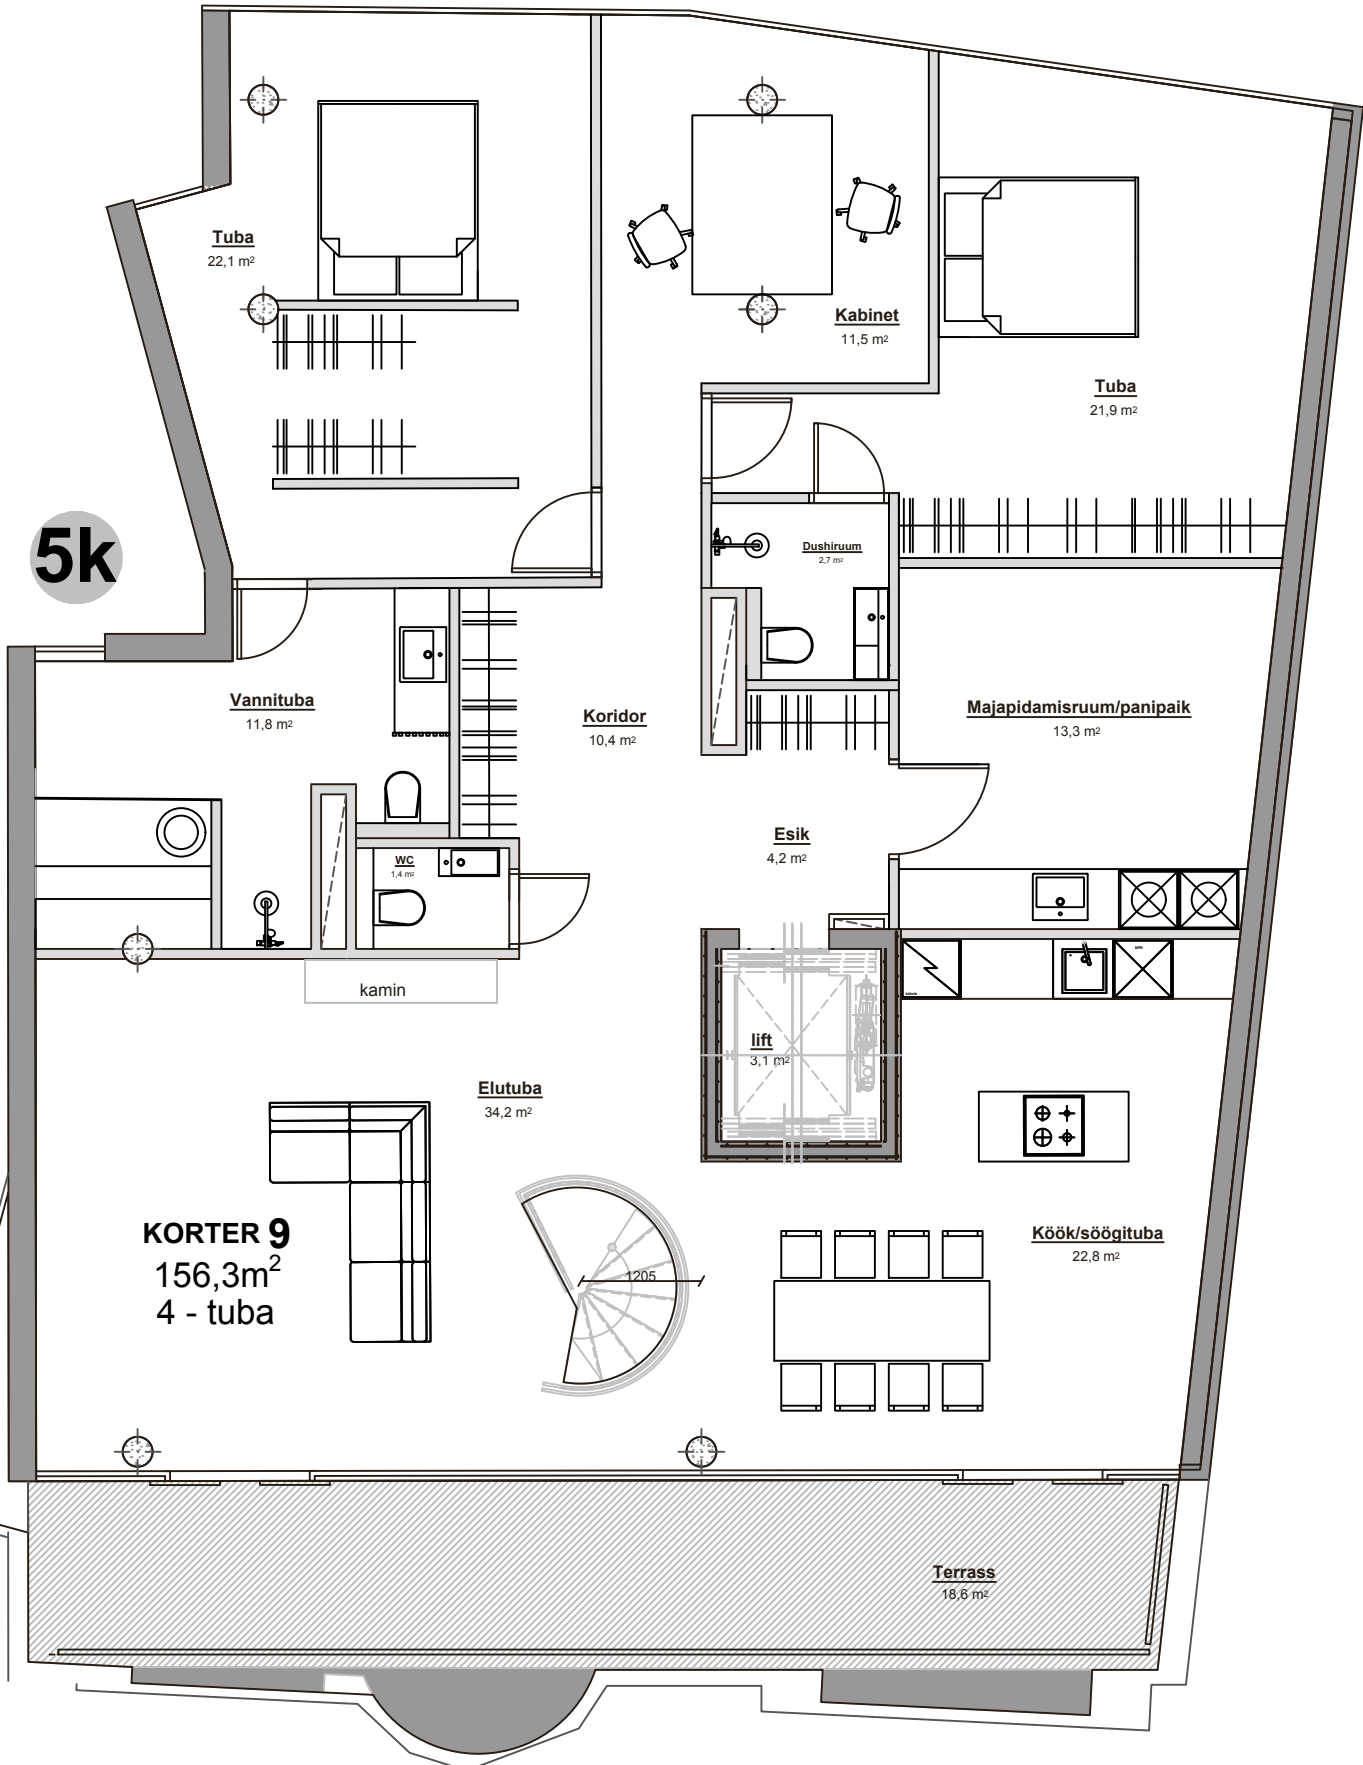 Tuba
22,1 m²
Kabinet
11,5 m²
Tuba
21,9 m²
5k
Dushiruum
2,7 m²
Vannituba
11,8 m²
Koridor
10,4 m²
Majapidamisruum/panipaik
13,3 m²
Esik
4,2 m²
WC
1,4 m²
kamin
lift
3,1 m²
Elutuba
34,2 m²
KORTER 9
156,3m²
4 - tuba
1205
Köök/söögituba
22,8 m²
Terrass
18,6 m²